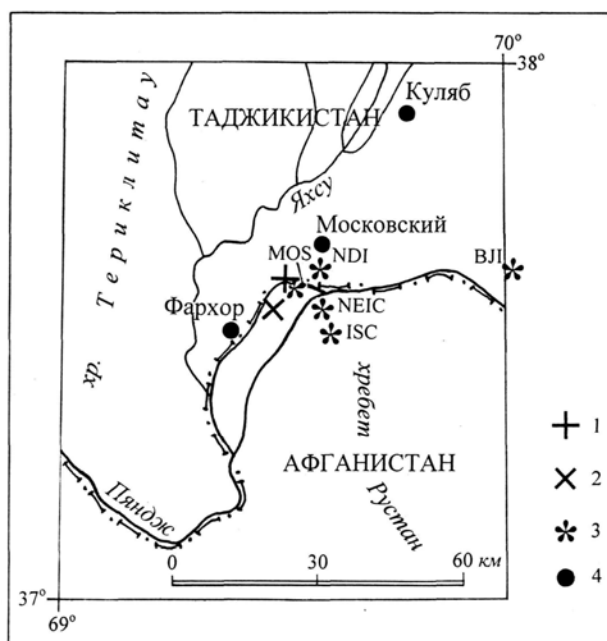 70°
38°
Куляб
ТАДЖИКИСТАН
хр. Териклитау
Яхсу
Московский
MOS
NDI
BJI
Фархор
NEIC
ISC
хребет Рустан
АФГАНИСТАН
Пяндж
0 30 60 км
37°
69°
1
2
3
4